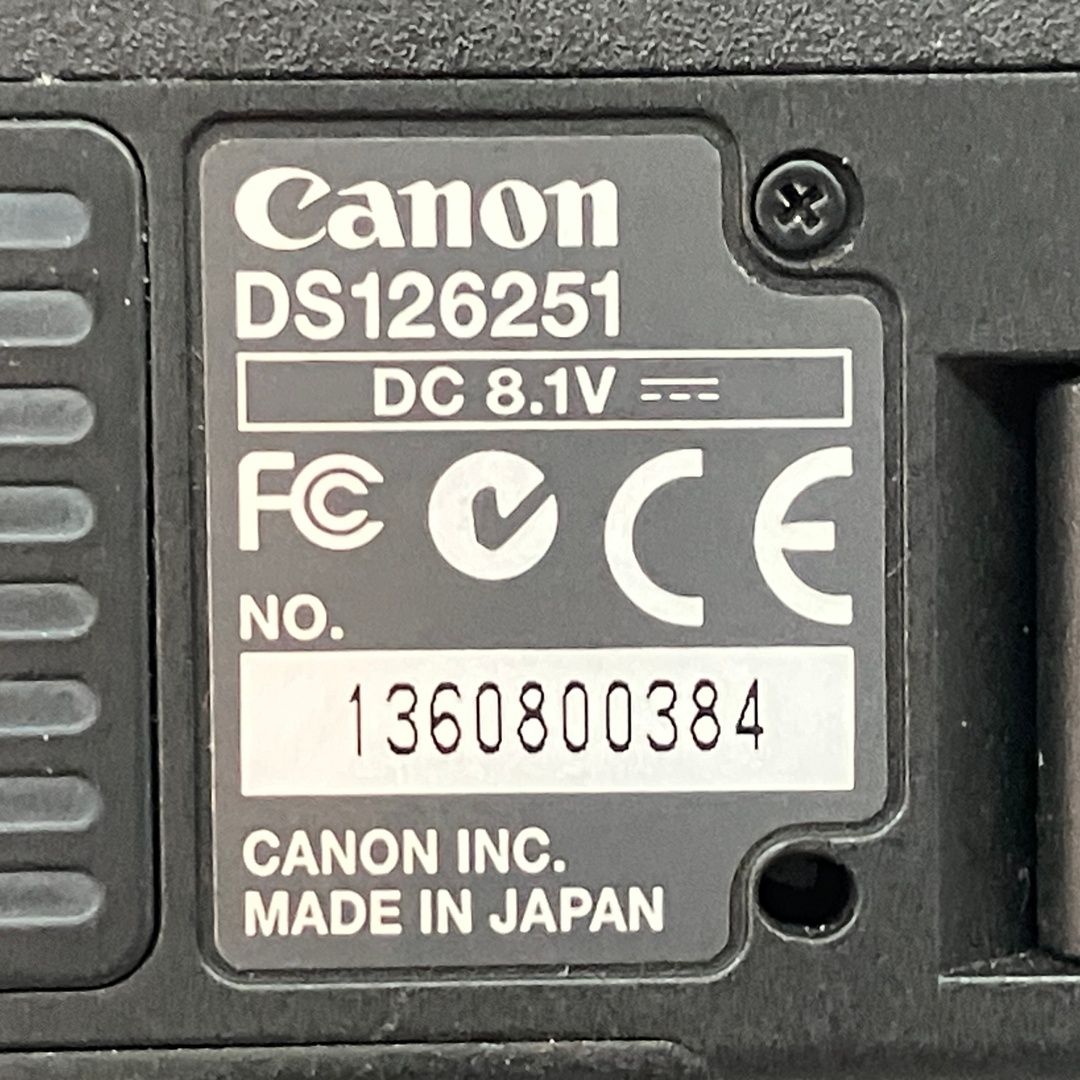 Canon
DS126251
DC 8.1V
FC CE
NO.
1360800384
CANON INC.
MADE IN JAPAN